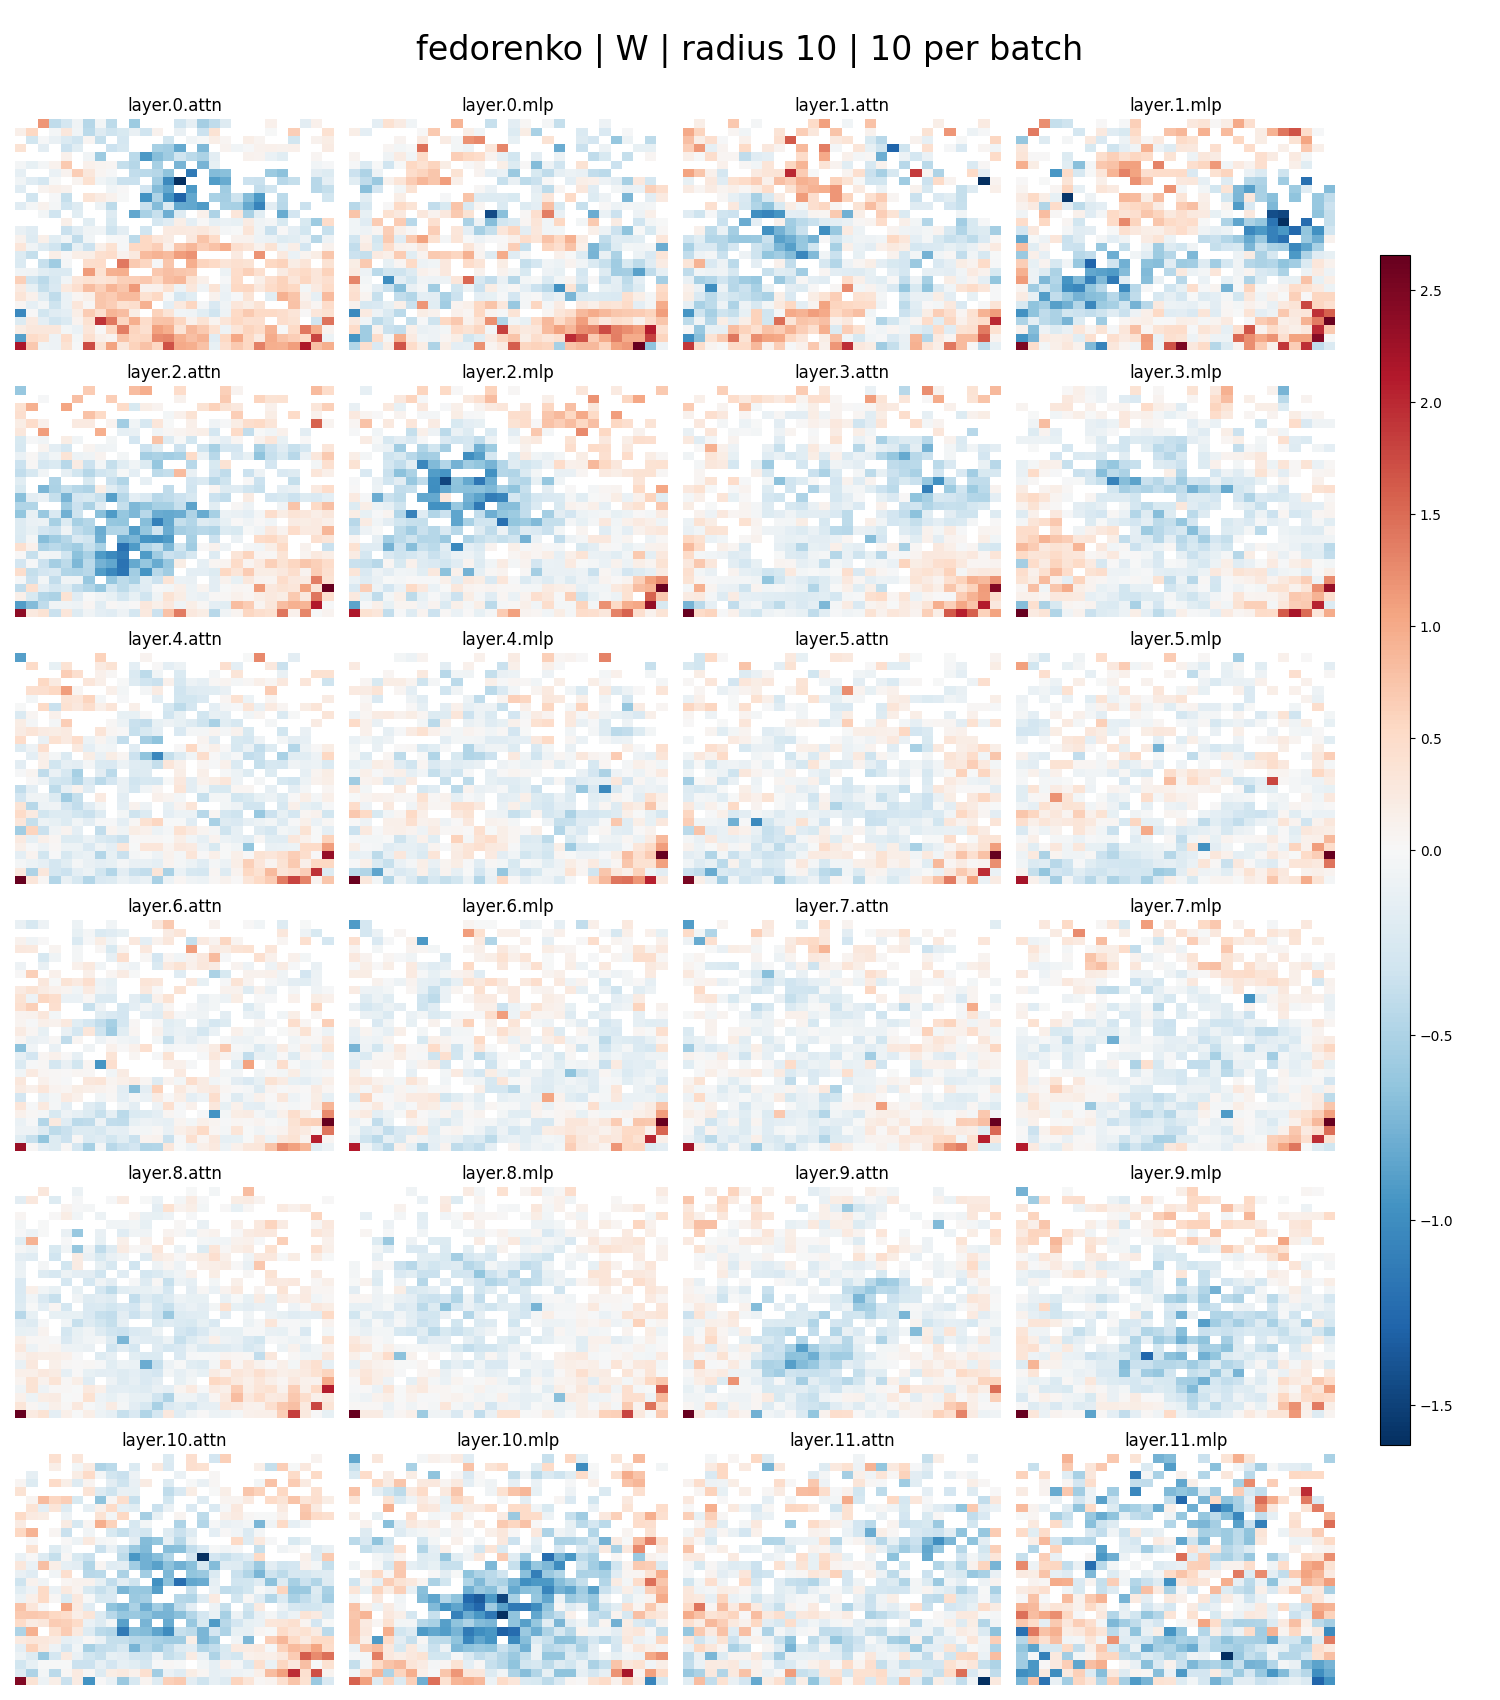 fedorenko | W | radius 10 | 10 per batch
layer.0.attn
layer.0.mlp
layer.1.attn
layer.1.mlp
layer.2.attn
layer.2.mlp
layer.3.attn
layer.3.mlp
layer.4.attn
layer.4.mlp
layer.5.attn
layer.5.mlp
layer.6.attn
layer.6.mlp
layer.7.attn
layer.7.mlp
layer.8.attn
layer.8.mlp
layer.9.attn
layer.9.mlp
layer.10.attn
layer.10.mlp
layer.11.attn
layer.11.mlp
2.5
2.0
1.5
1.0
0.5
0.0
−0.5
−1.0
−1.5